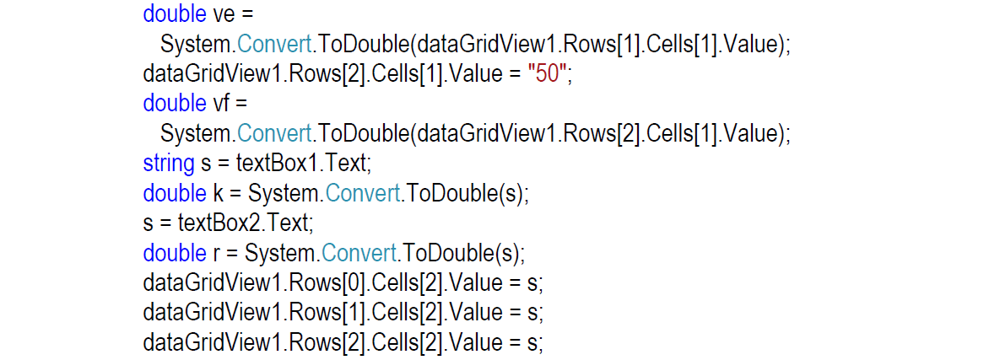 double ve =
System.Convert.ToDouble(dataGridView1.Rows[1].Cells[1].Value);
dataGridView1.Rows[2].Cells[1].Value = "50";
double vf =
System.Convert.ToDouble(dataGridView1.Rows[2].Cells[1].Value);
string s = textBox1.Text;
double k = System.Convert.ToDouble(s);
s = textBox2.Text;
double r = System.Convert.ToDouble(s);
dataGridView1.Rows[0].Cells[2].Value = s;
dataGridView1.Rows[1].Cells[2].Value = s;
dataGridView1.Rows[2].Cells[2].Value = s;